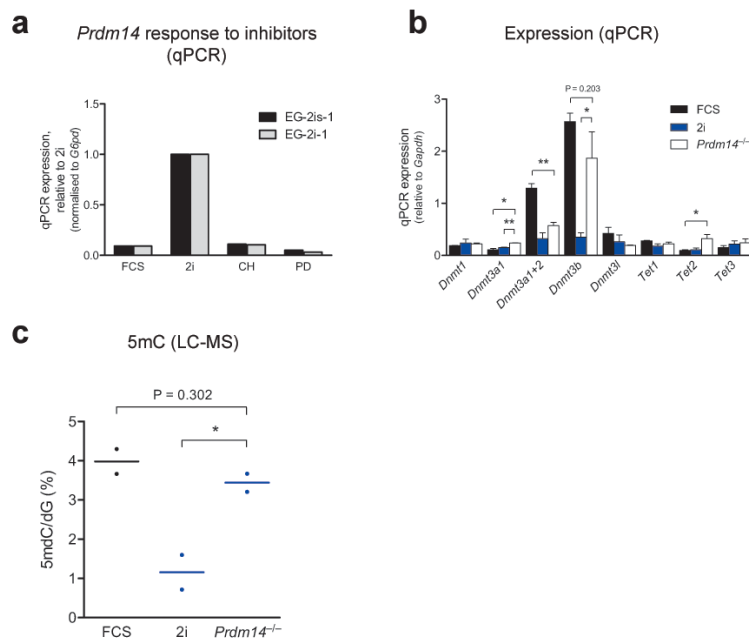 a
Prdm14 response to inhibitors
(qPCR)
qPCR expression,
relative to 2i
(normalised to G6pd)
1.5
1.0
0.5
0.0
EG-2is-1
EG-2i-1
FCS 2i CH PD
b
Expression (qPCR)
qPCR expression
(relative to Gapdh)
3
2
1
0
P = 0.203
*
**
*
**
*
FCS
2i
Prdm14–/–
Dnmt1
Dnmt3a1
Dnmt3a1+2
Dnmt3b
Dnmt3l
Tet1
Tet2
Tet3
c
5mC (LC-MS)
P = 0.302
*
5mdC/dG (%)
5
4
3
2
1
0
FCS 2i Prdm14–/–